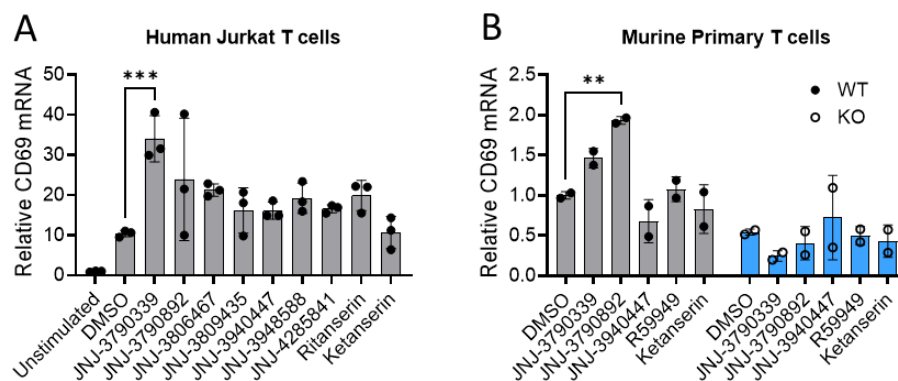 A
Human Jurkat T cells
Relative CD69 mRNA
50
40
30
20
10
0
***
Unstimulated
DMSO
JNJ-3790339
JNJ-3790892
JNJ-3806467
JNJ-3809435
JNJ-3940447
JNJ-3948588
JNJ-4285841
Ritanserin
Ketanserin
B
Murine Primary T cells
Relative CD69 mRNA
2.5
2.0
1.5
1.0
0.5
0.0
**
WT
KO
DMSO
JNJ-3790339
JNJ-3790892
JNJ-3940447
R59949
Ketanserin
DMSO
JNJ-3790339
JNJ-3790892
JNJ-3940447
R59949
Ketanserin